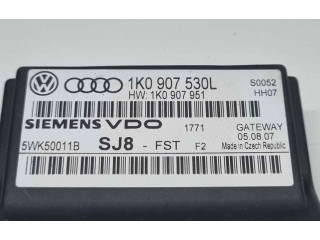 1K0 907 530L
HW: 1K0 907 951
S0052
HH07
SIEMENS VDO
1771
GATEWAY
05.08.07
5WK50011B
SJ8 - FST F2
Made in Czech Republic